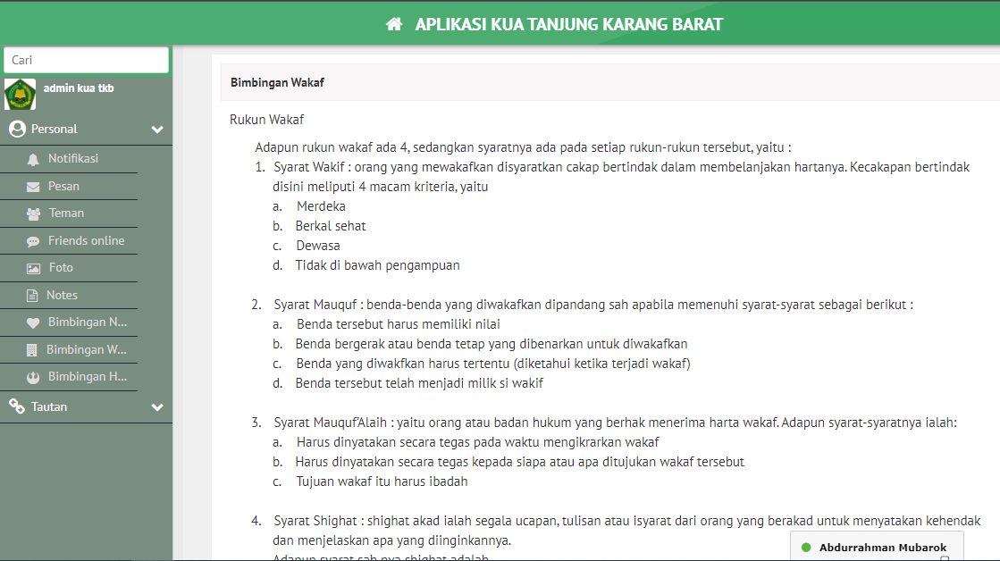 APLIKASI KUA TANJUNG KARANG BARAT
Cari
admin kua tkb
Personal
Notifikasi
Pesan
Teman
Friends online
Foto
Notes
Bimbingan N...
Bimbingan W...
Bimbingan H...
Tautan
Bimbingan Wakaf
Rukun Wakaf
Adapun rukun wakaf ada 4, sedangkan syaratnya ada pada setiap rukun-rukun tersebut, yaitu :
1. Syarat Wakif : orang yang mewakafkan disyaratkan cakap bertindak dalam membelanjakan hartanya. Kecakapan bertindak
disini meliputi 4 macam kriteria, yaitu
a. Merdeka
b. Berkal sehat
c. Dewasa
d. Tidak di bawah pengampuan
2. Syarat Mauquf : benda-benda yang diwakafkan dipandang sah apabila memenuhi syarat-syarat sebagai berikut :
a. Benda tersebut harus memiliki nilai
b. Benda bergerak atau benda tetap yang dibenarkan untuk diwakafkan
c. Benda yang diwakfkan harus tertentu (diketahui ketika terjadi wakaf)
d. Benda tersebut telah menjadi milik si wakif
3. Syarat Mauquf'Alaih : yaitu orang atau badan hukum yang berhak menerima harta wakaf. Adapun syarat-syaratnya ialah:
a. Harus dinyatakan secara tegas pada waktu mengikrarkan wakaf
b. Harus dinyatakan secara tegas kepada siapa atau apa ditujukan wakaf tersebut
c. Tujuan wakaf itu harus ibadah
4. Syarat Shighat : shighat akad ialah segala ucapan, tulisan atau isyarat dari orang yang berakad untuk menyatakan kehendak
dan menjelaskan apa yang diinginkannya.
Adapun syarat sah nya shighat adalah
Abdurrahman Mubarok